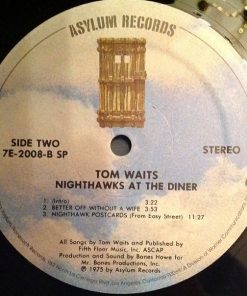 ASYLUM RECORDS
SIDE TWO
7E-2008-B SP
STEREO
TOM WAITS
NIGHTHAWKS AT THE DINER
1. (Intro) 3:22
2. BETTER OFF WITHOUT A WIFE 3:53
3. NIGHTHAWK POSTCARDS (From Easy Street) 11:27
All Songs by Tom Waits and Published by
Fifth Floor Music, Inc. ASCAP
Production and Sound by Bones Howe for
Mr. Bones Productions, Inc.
℗ 1975 by Asylum Records